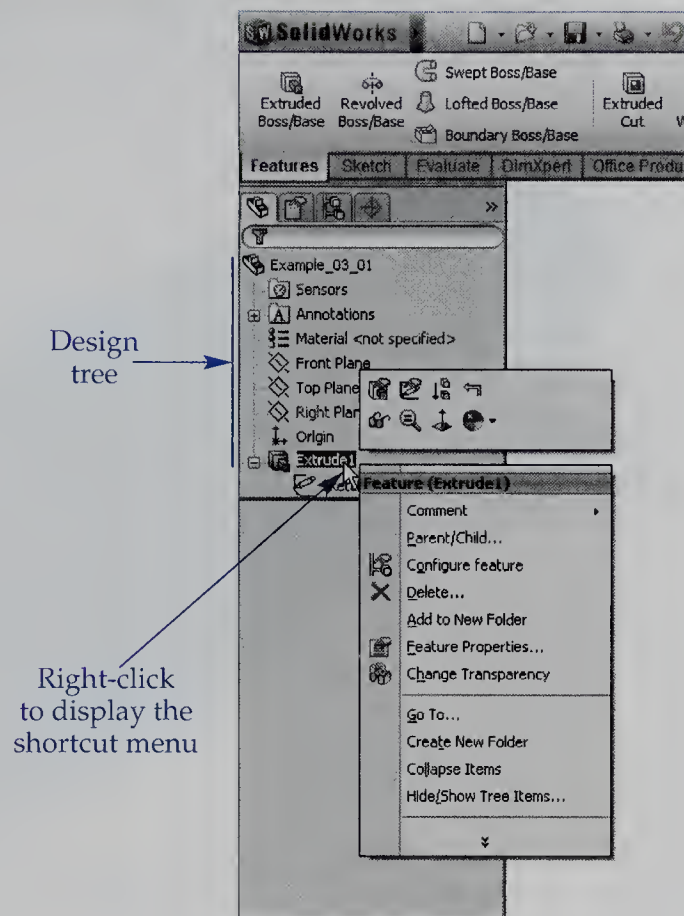 SolidWorks
Swept Boss/Base
Extruded Boss/Base
Revolved Boss/Base
Lofted Boss/Base
Boundary Boss/Base
Extruded Cut
Features Sketch Evaluate DimXpert Office Produ
Example_03_01
Sensors
Annotations
Material <not specified>
Front Plane
Top Plane
Right Plan
Origin
Extrude1
Design
tree
Feature (Extrude1)
Comment
Parent/Child...
Configure feature
Delete...
Add to New Folder
Feature Properties...
Change Transparency
Go To...
Create New Folder
Collapse Items
Hide/Show Tree Items...
Right-click
to display the
shortcut menu